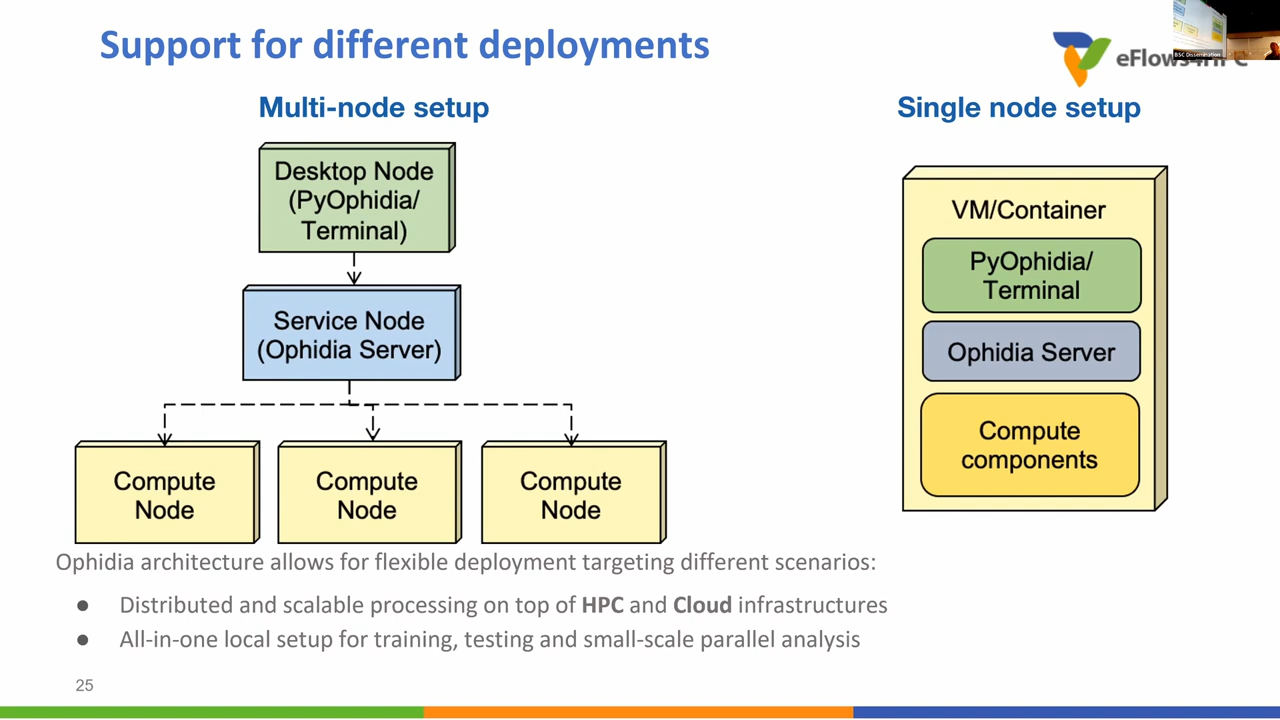 Support for different deployments
eFlows4HPC
BSC Dissemination
Multi-node setup
Single node setup
Desktop Node
(PyOphidia/
Terminal)
Service Node
(Ophidia Server)
Compute
Node
Compute
Node
Compute
Node
VM/Container
PyOphidia/
Terminal
Ophidia Server
Compute
components
Ophidia architecture allows for flexible deployment targeting different scenarios:
● Distributed and scalable processing on top of HPC and Cloud infrastructures
● All-in-one local setup for training, testing and small-scale parallel analysis
25